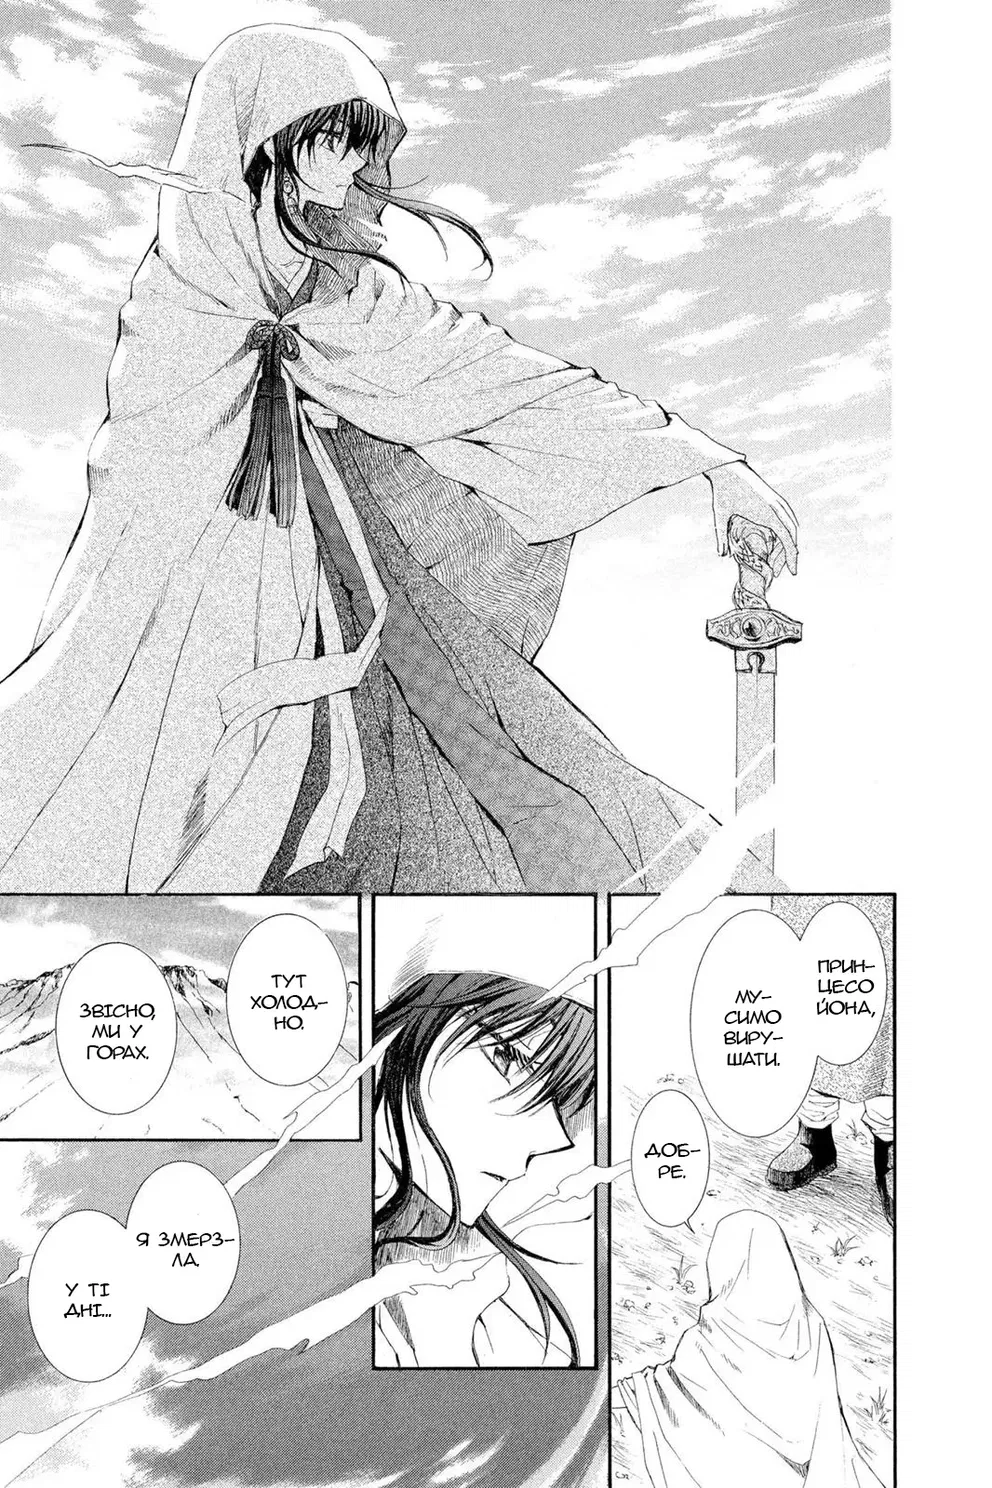 ПРИН-
ЦЕСО
ЙОНА,
МУ-
СИМО
ВИРУ-
ШАТИ.
ДОБ-
РЕ.
ТУТ
ХОЛОД-
НО.
ЗВІСНО,
МИ У
ГОРАХ.
Я ЗМЕРЗ-
ЛА.
У ТІ
ДНІ...